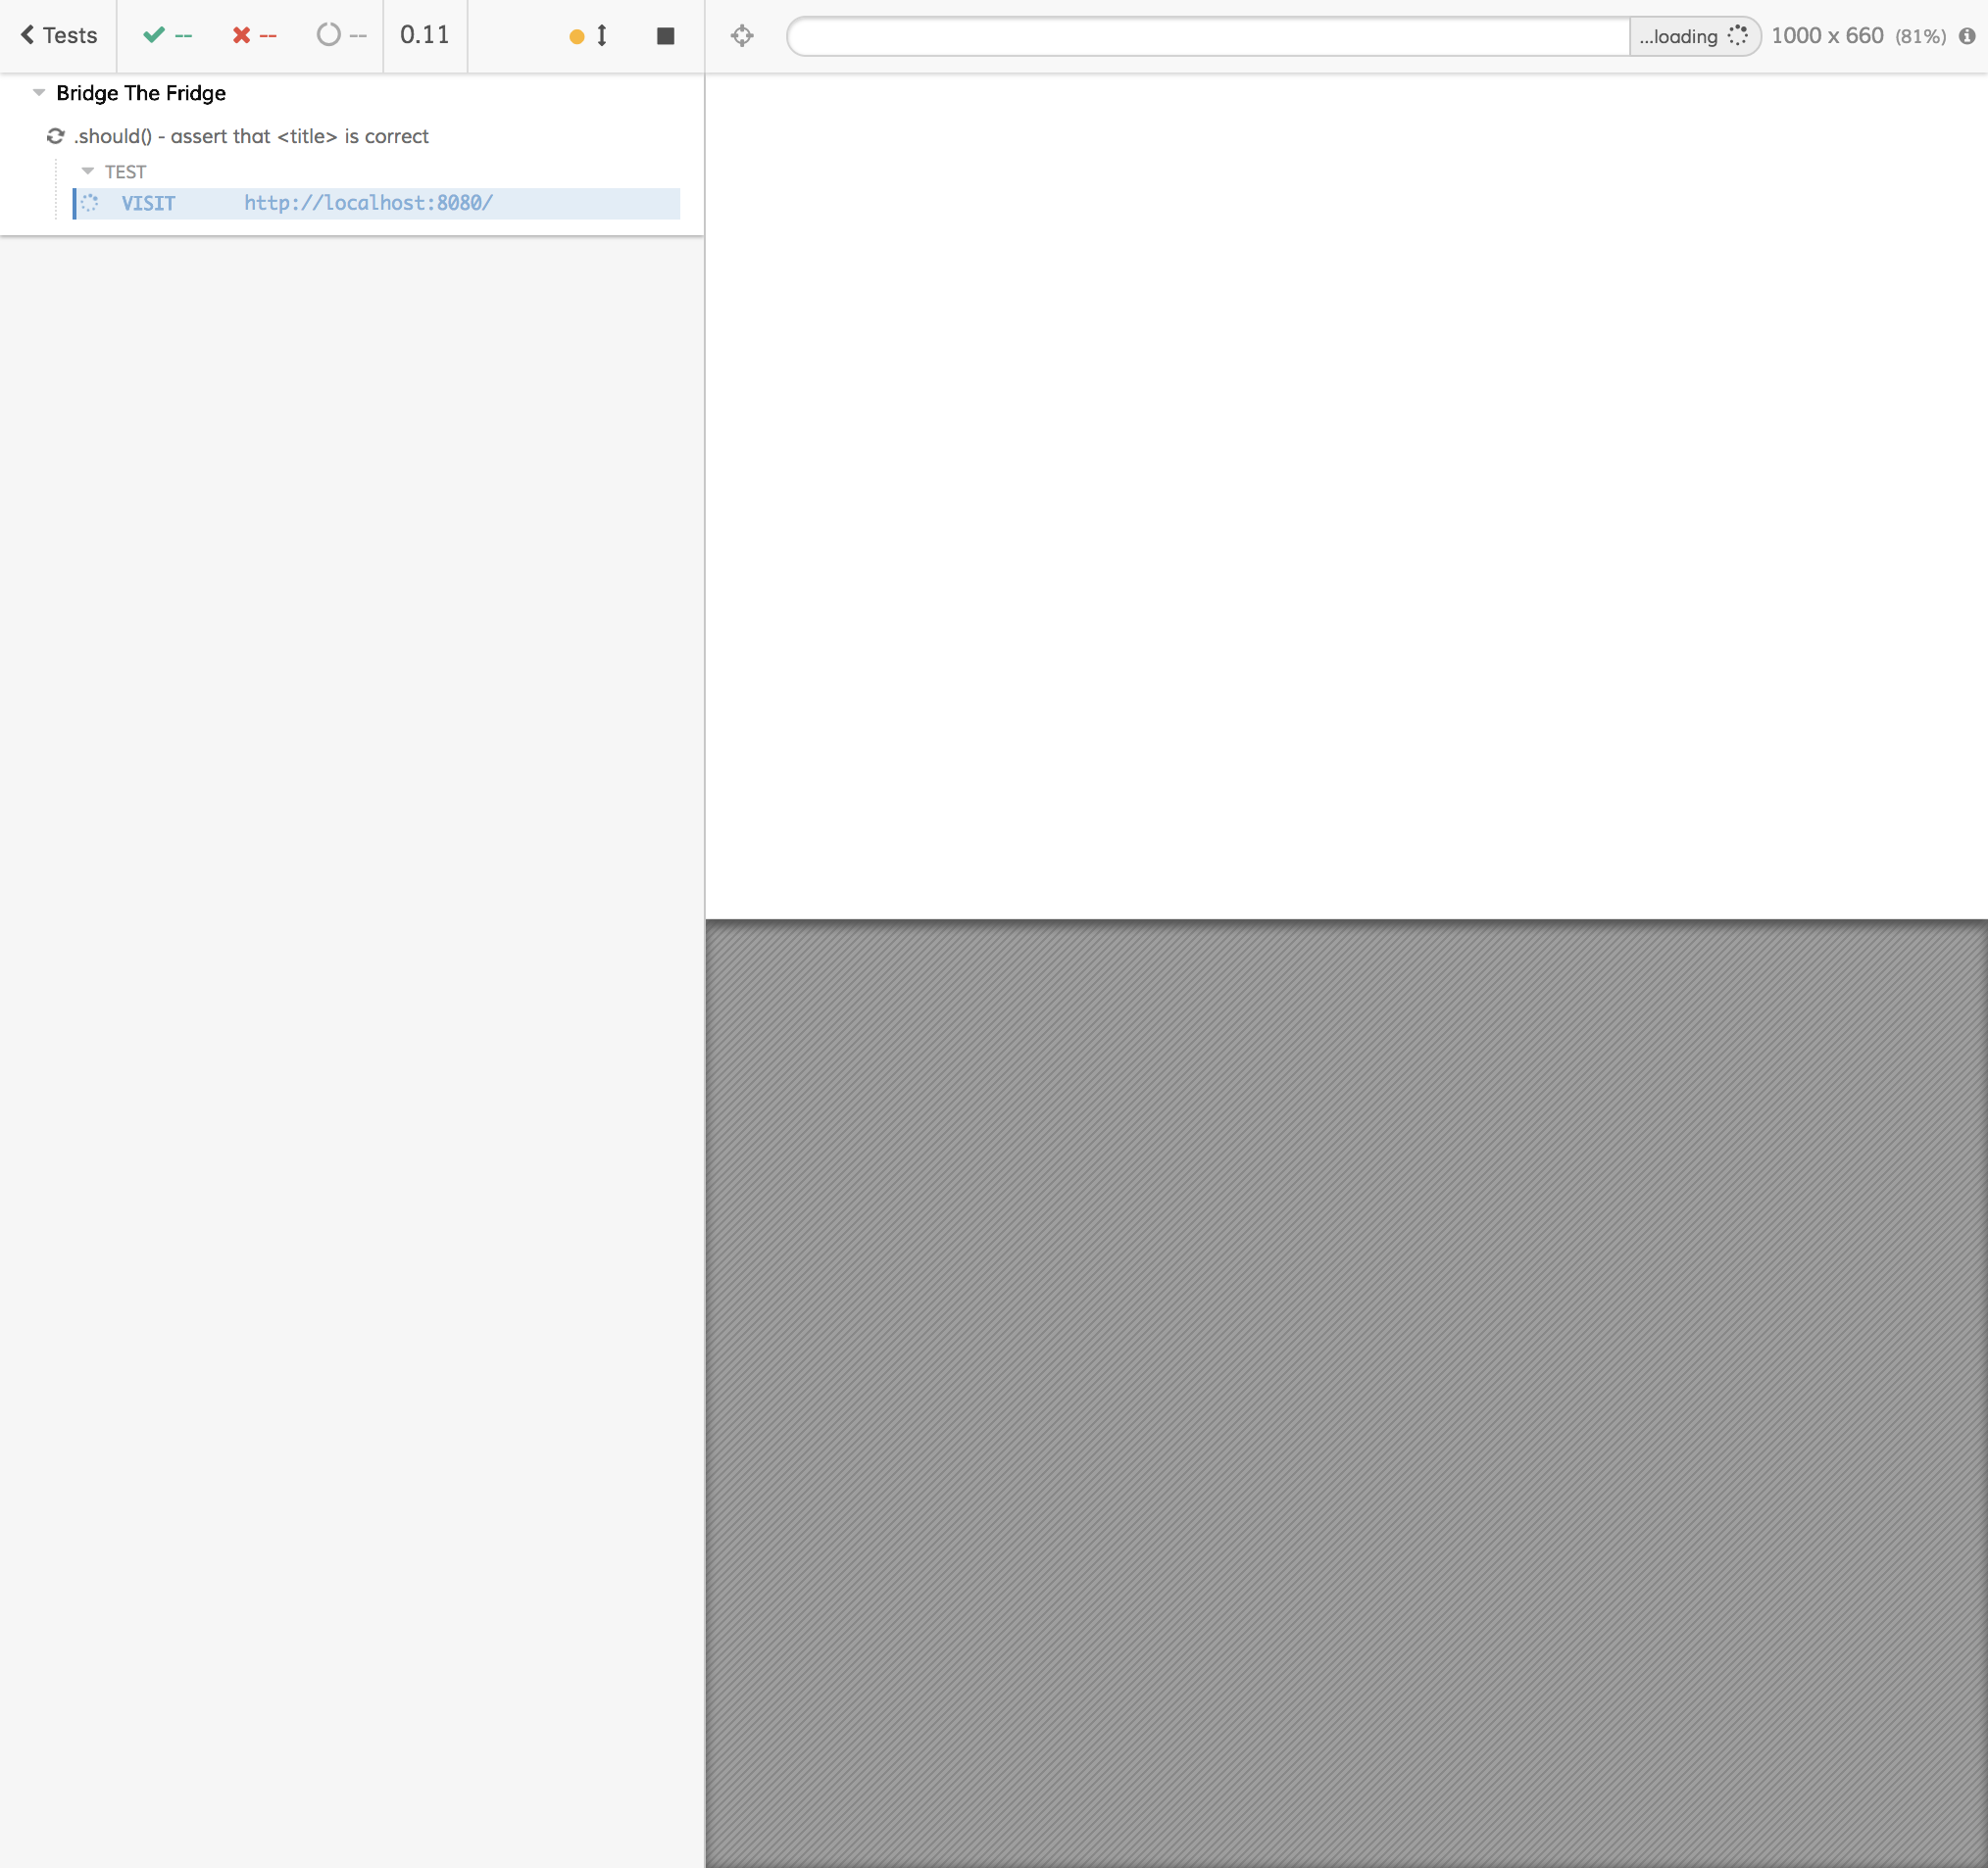 Tests -- -- -- 0.11 ...loading 1000 x 660 (81%)
Bridge The Fridge
.should() - assert that <title> is correct
TEST
VISIT http://localhost:8080/